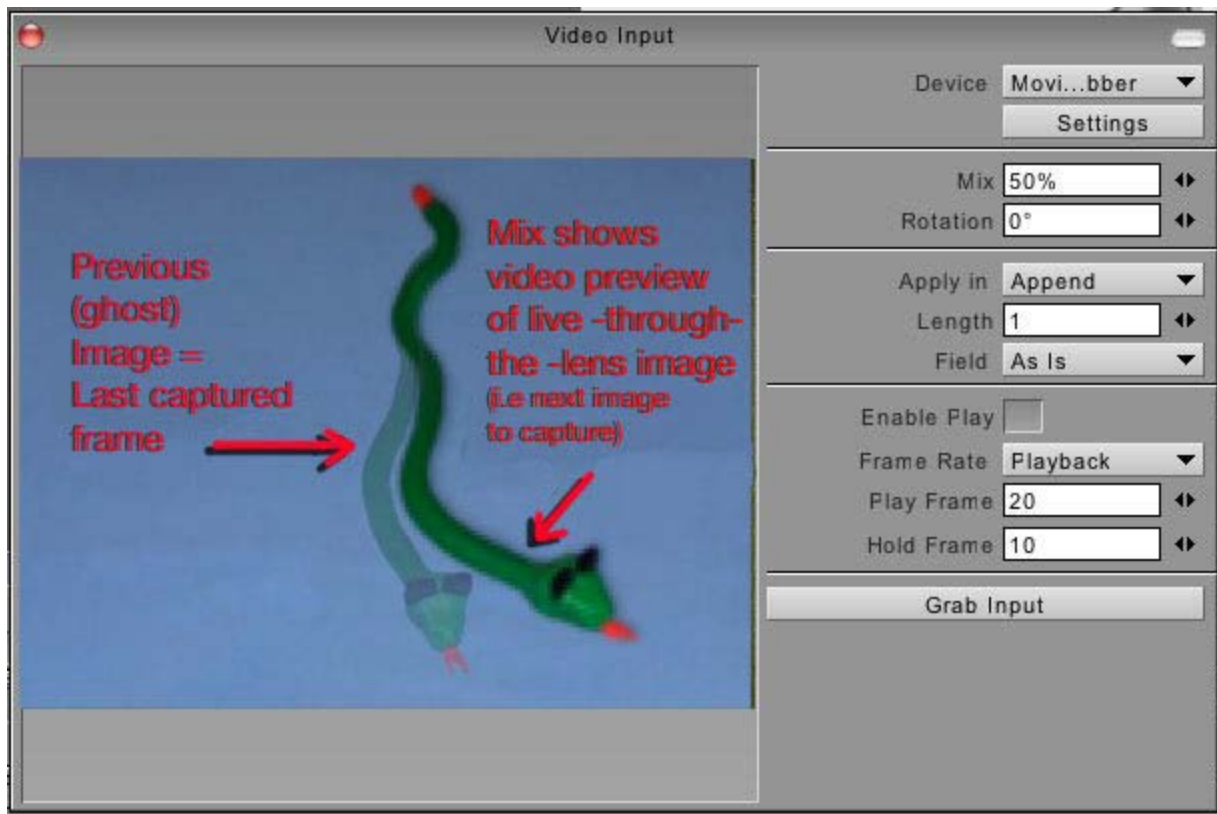 Video Input
Previous
(ghost)
Image =
Last captured
frame
Mix shows
video preview
of live -through-
the -lens image
(i.e next image
to capture)
Device Movi...bber
Settings
Mix 50%
Rotation 0°
Apply in Append
Length 1
Field As Is
Enable Play
Frame Rate Playback
Play Frame 20
Hold Frame 10
Grab Input